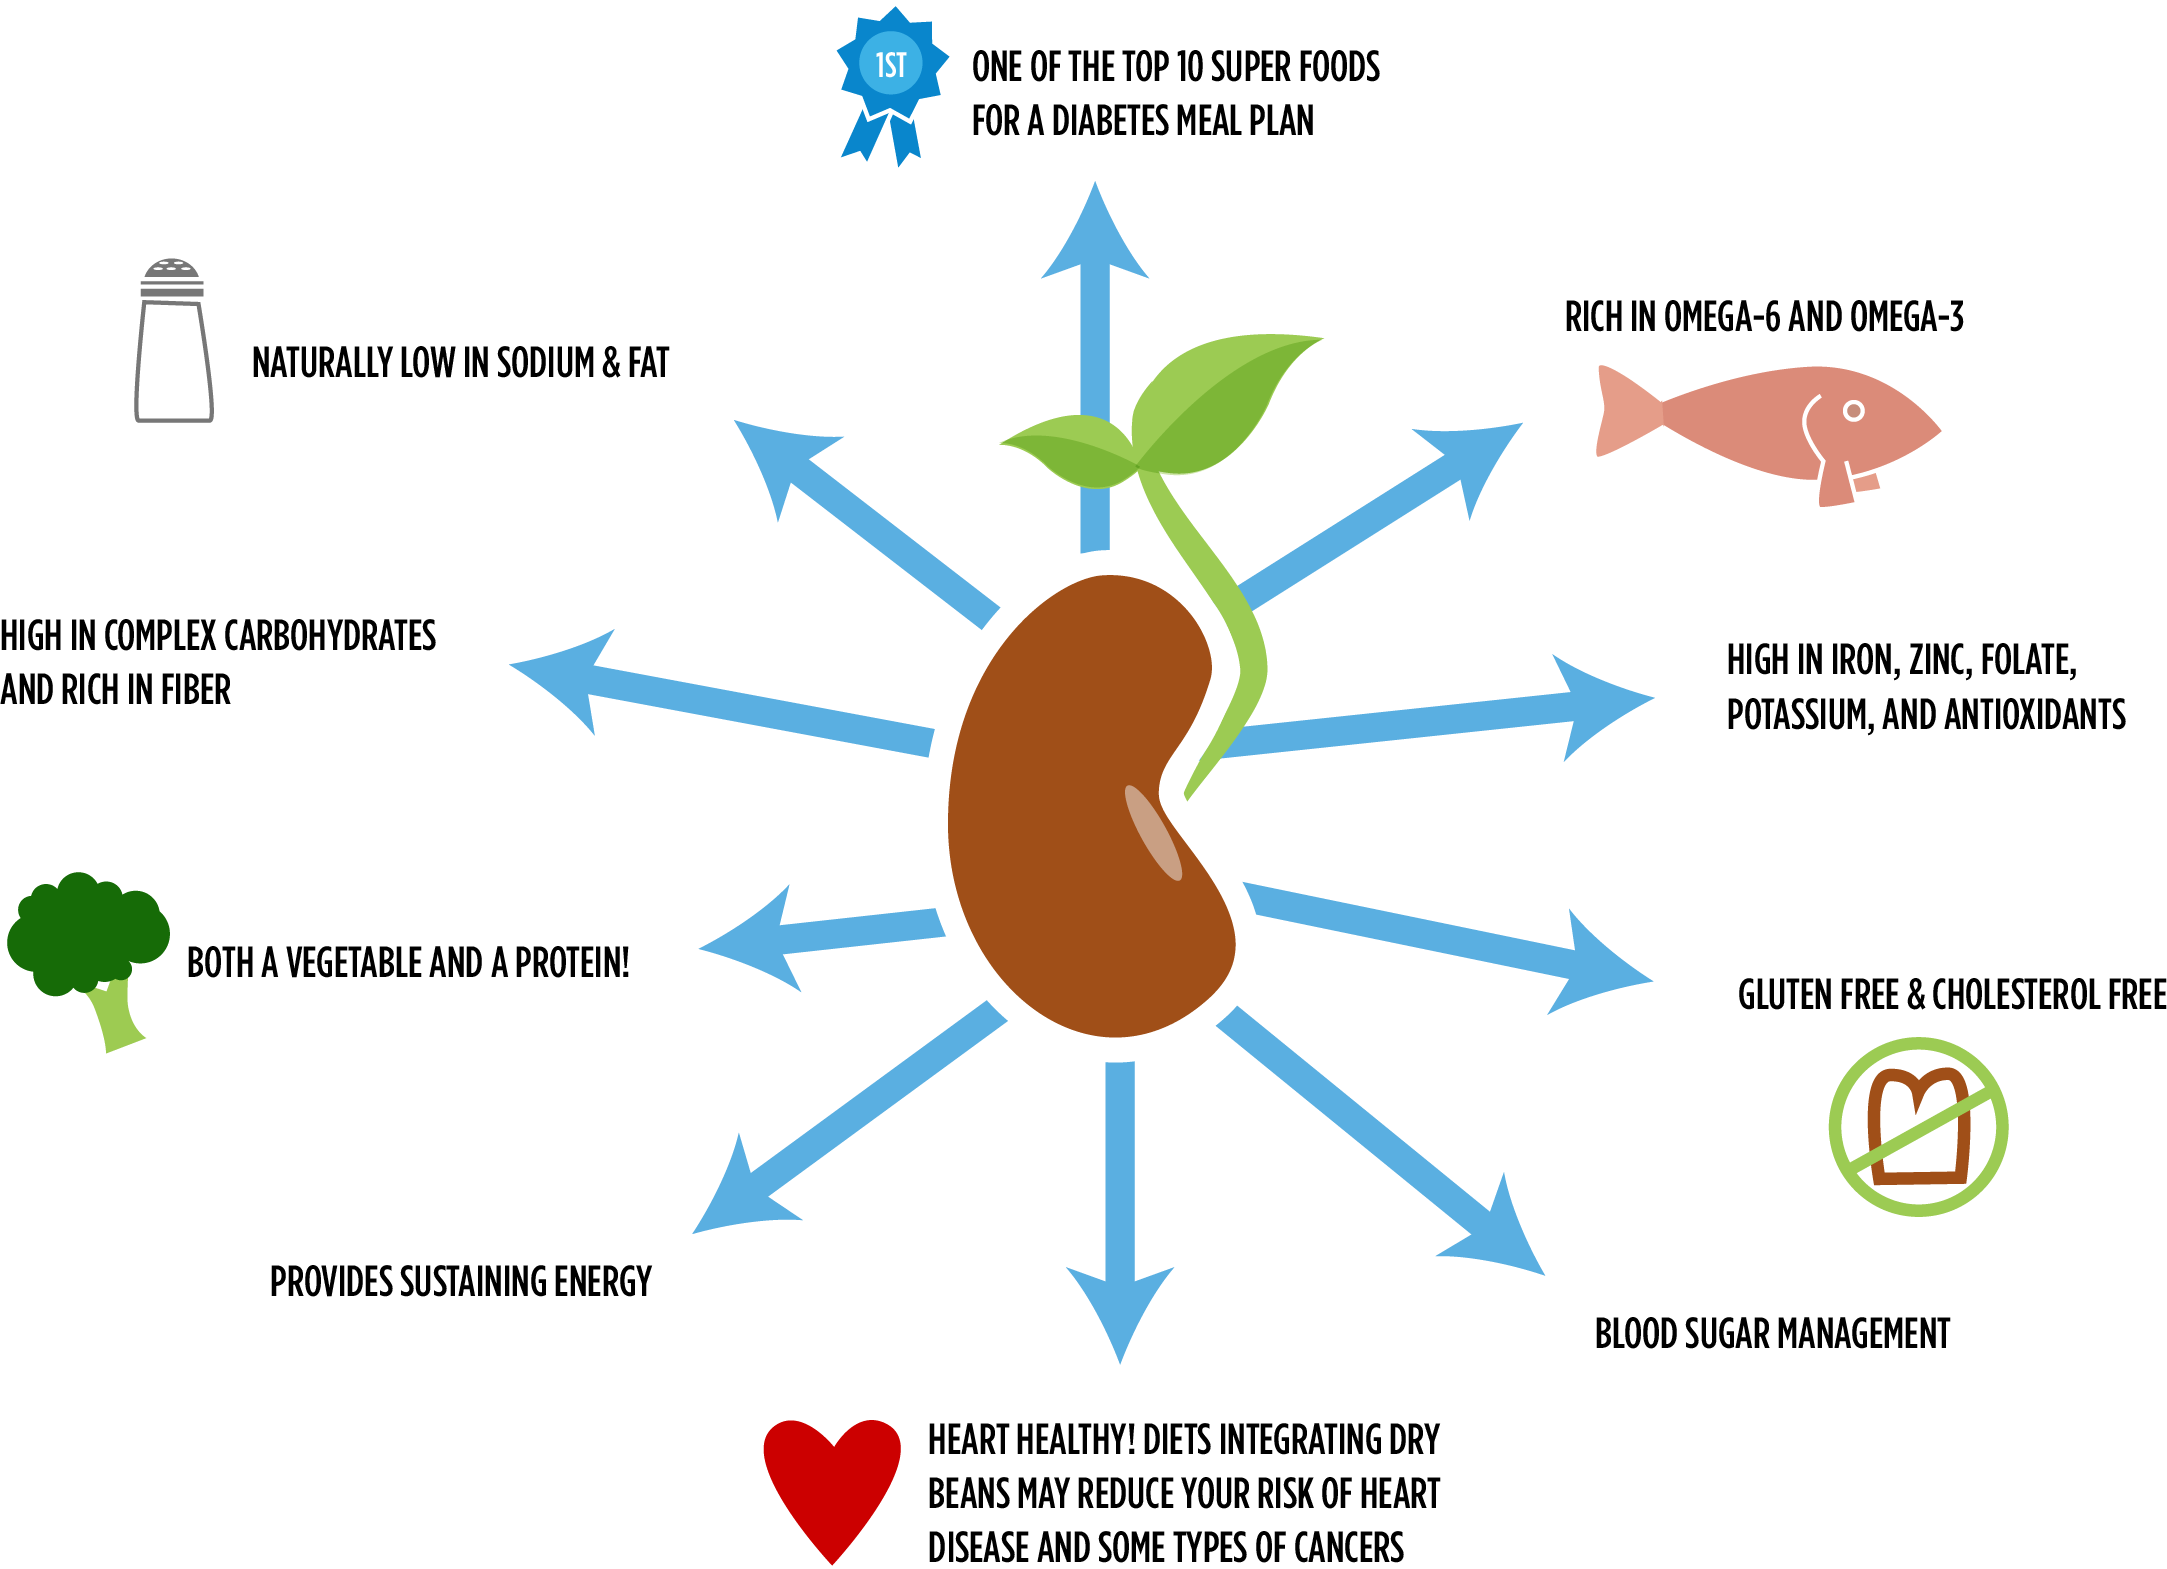 1ST
ONE OF THE TOP 10 SUPER FOODS
FOR A DIABETES MEAL PLAN
RICH IN OMEGA-6 AND OMEGA-3
NATURALLY LOW IN SODIUM & FAT
HIGH IN COMPLEX CARBOHYDRATES
AND RICH IN FIBER
HIGH IN IRON, ZINC, FOLATE,
POTASSIUM, AND ANTIOXIDANTS
BOTH A VEGETABLE AND A PROTEIN!
GLUTEN FREE & CHOLESTEROL FREE
PROVIDES SUSTAINING ENERGY
BLOOD SUGAR MANAGEMENT
HEART HEALTHY! DIETS INTEGRATING DRY
BEANS MAY REDUCE YOUR RISK OF HEART
DISEASE AND SOME TYPES OF CANCERS